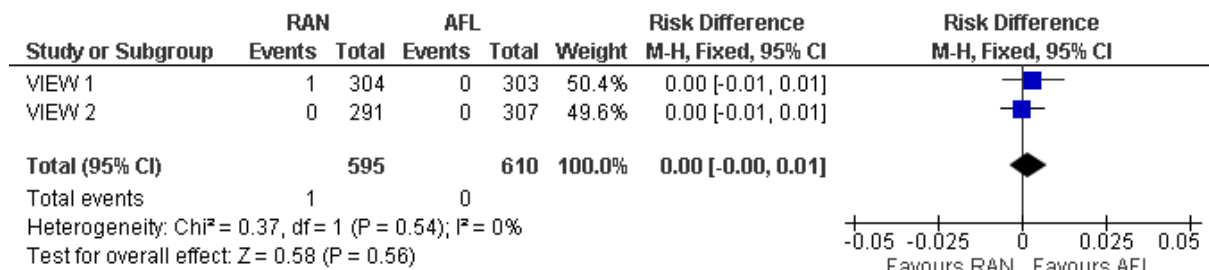 RAN AFL Risk Difference Risk Difference
Study or Subgroup Events Total Events Total Weight M-H, Fixed, 95% CI M-H, Fixed, 95% CI
VIEW 1 1 304 0 303 50.4% 0.00 [-0.01, 0.01]
VIEW 2 0 291 0 307 49.6% 0.00 [-0.01, 0.01]
Total (95% CI) 595 610 100.0% 0.00 [-0.00, 0.01]
Total events 1 0
Heterogeneity: Chi² = 0.37, df = 1 (P = 0.54); I² = 0%
Test for overall effect: Z = 0.58 (P = 0.56)
-0.05 -0.025 0 0.025 0.05
Favours RAN Favours AFL